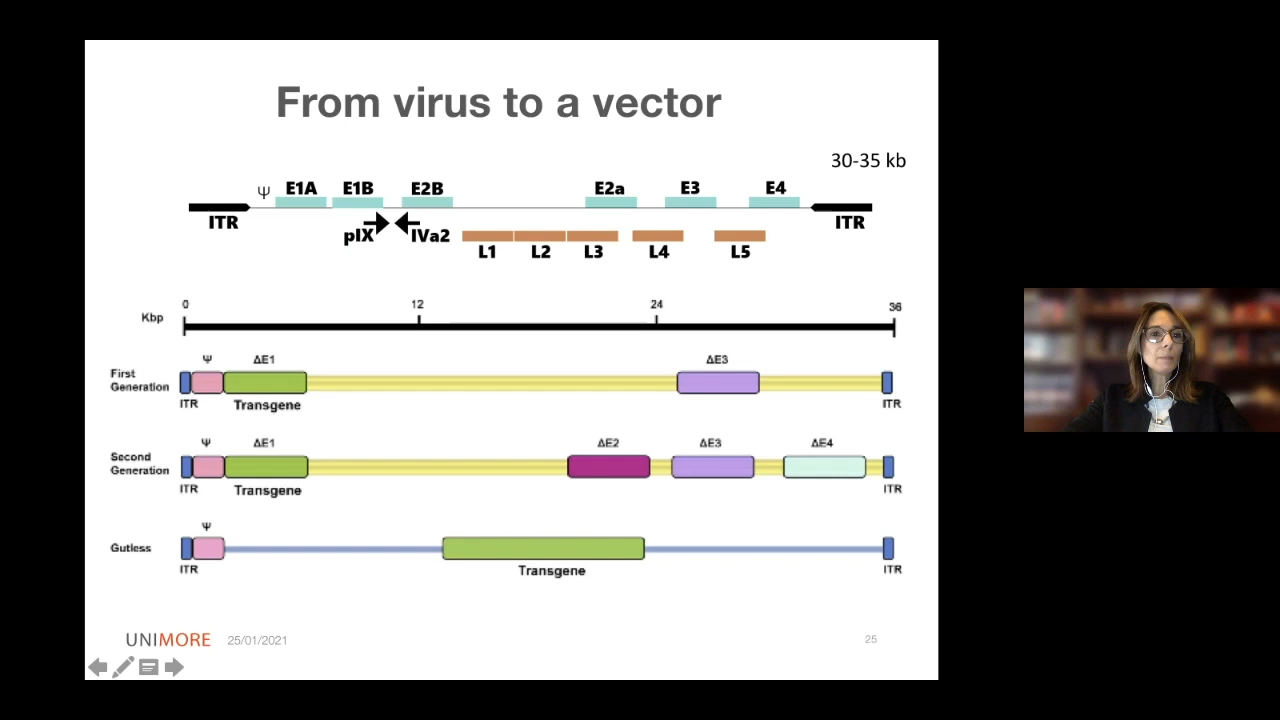 From virus to a vector
30-35 kb
Ψ E1A E1B E2B E2a E3 E4
ITR pIX IVa2 ITR
L1 L2 L3 L4 L5
0 12 24 36
Kbp
Ψ ΔE1 ΔE3
First
Generation
ITR Transgene ITR
Ψ ΔE1 ΔE2 ΔE3 ΔE4
Second
Generation
ITR Transgene ITR
Ψ
Gutless
ITR Transgene ITR
UNIMORE 25/01/2021 25